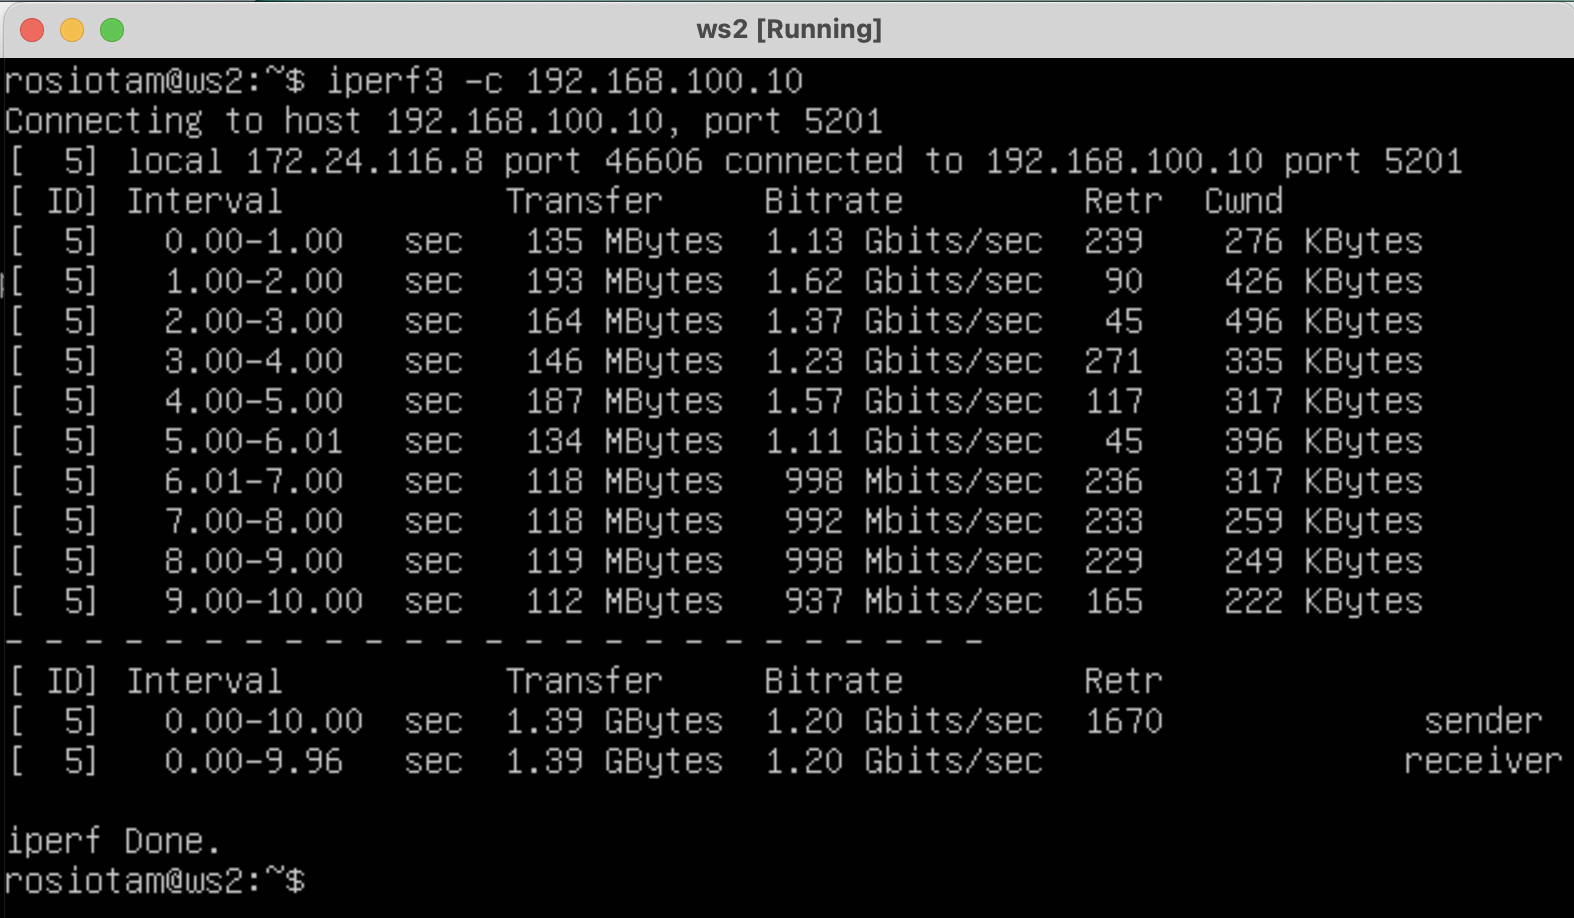 ws2 [Running]
rosiotam@ws2:~$ iperf3 -c 192.168.100.10
Connecting to host 192.168.100.10, port 5201
[  5] local 172.24.116.8 port 46606 connected to 192.168.100.10 port 5201
[ ID] Interval           Transfer     Bitrate         Retr  Cwnd
[  5]   0.00-1.00   sec   135 MBytes  1.13 Gbits/sec  239    276 KBytes
[  5]   1.00-2.00   sec   193 MBytes  1.62 Gbits/sec   90    426 KBytes
[  5]   2.00-3.00   sec   164 MBytes  1.37 Gbits/sec   45    496 KBytes
[  5]   3.00-4.00   sec   146 MBytes  1.23 Gbits/sec  271    335 KBytes
[  5]   4.00-5.00   sec   187 MBytes  1.57 Gbits/sec  117    317 KBytes
[  5]   5.00-6.01   sec   134 MBytes  1.11 Gbits/sec   45    396 KBytes
[  5]   6.01-7.00   sec   118 MBytes   998 Mbits/sec  236    317 KBytes
[  5]   7.00-8.00   sec   118 MBytes   992 Mbits/sec  233    259 KBytes
[  5]   8.00-9.00   sec   119 MBytes   998 Mbits/sec  229    249 KBytes
[  5]   9.00-10.00  sec   112 MBytes   937 Mbits/sec  165    222 KBytes
- - - - - - - - - - - - - - - - - - - - - - - - -
[ ID] Interval           Transfer     Bitrate         Retr
[  5]   0.00-10.00  sec  1.39 GBytes  1.20 Gbits/sec  1670             sender
[  5]   0.00-9.96   sec  1.39 GBytes  1.20 Gbits/sec                  receiver
iperf Done.
rosiotam@ws2:~$